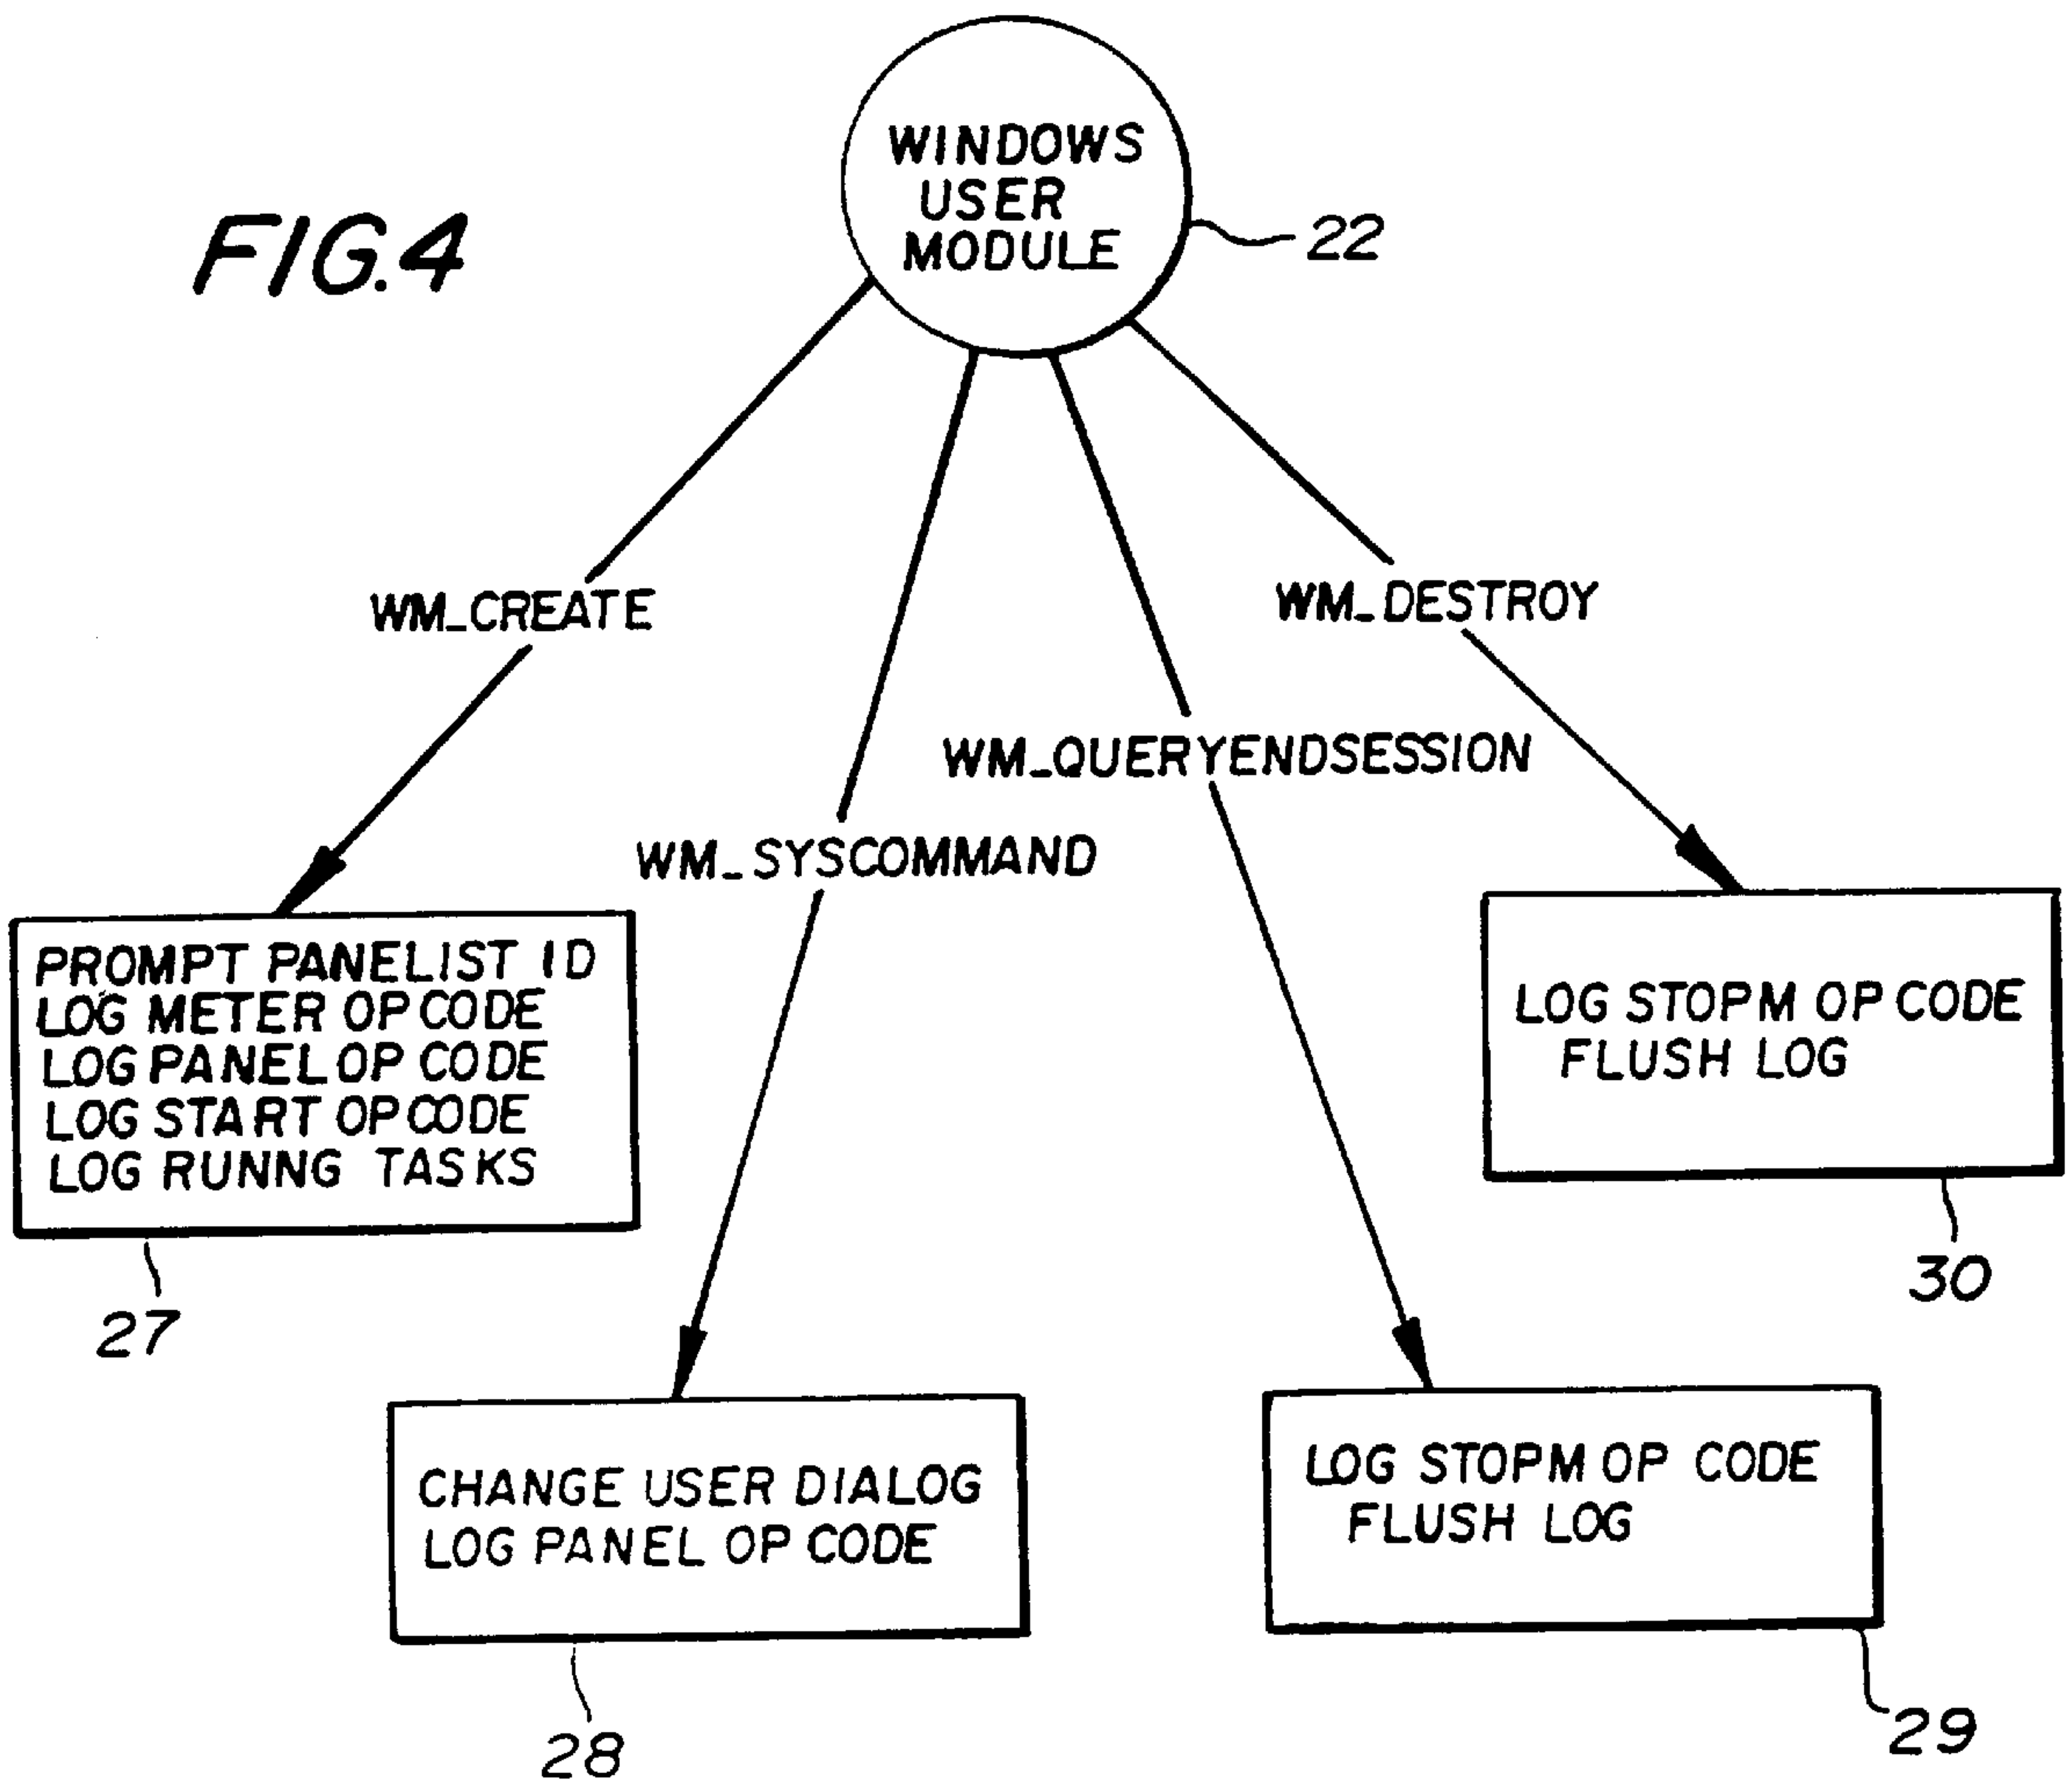 WINDOWS
USER
MODULE
22
FIG.4
WM_CREATE
WM_DESTROY
WM_QUERYENDSESSION
WM_SYSCOMMAND
PROMPT PANELIST ID
LOG METER OP CODE
LOG PANEL OP CODE
LOG START OP CODE
LOG RUNNG TASKS
27
LOG STOPM OP CODE
FLUSH LOG
30
CHANGE USER DIALOG
LOG PANEL OP CODE
28
LOG STOPM OP CODE
FLUSH LOG
29